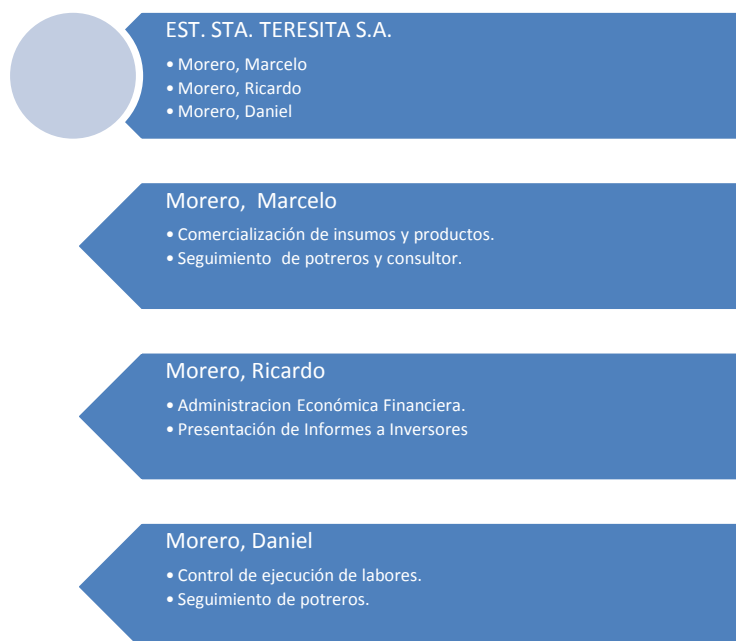 EST. STA. TERESITA S.A.
• Morero, Marcelo
• Morero, Ricardo
• Morero, Daniel
Morero, Marcelo
• Comercialización de insumos y productos.
• Seguimiento de potreros y consultor.
Morero, Ricardo
• Administracion Económica Financiera.
• Presentación de Informes a Inversores
Morero, Daniel
• Control de ejecución de labores.
• Seguimiento de potreros.